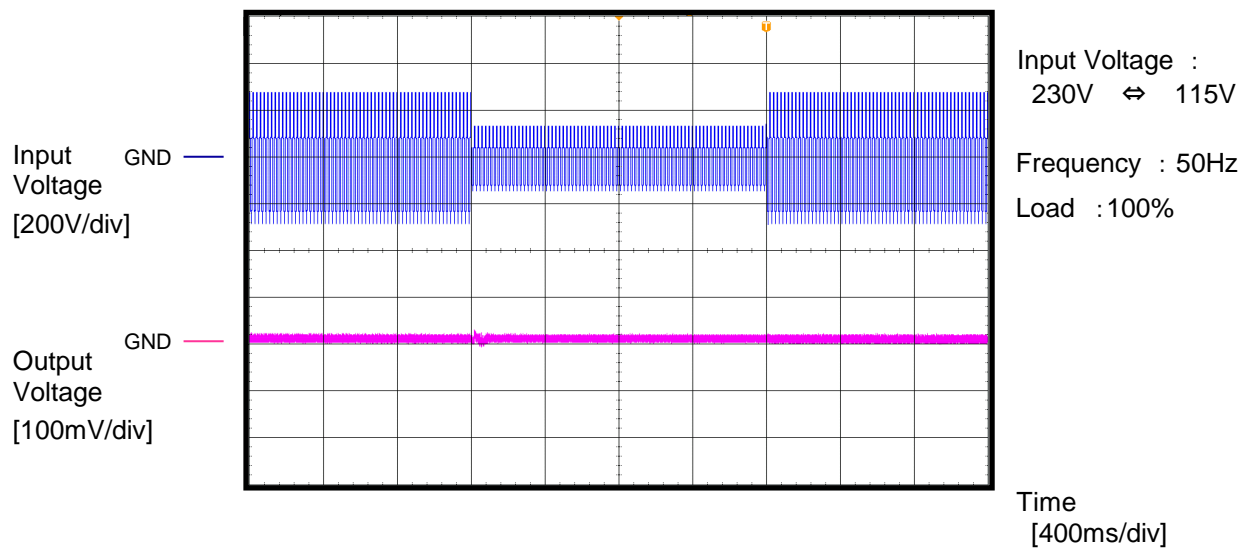 T
Input Voltage :
230V ⇔ 115V
Input
Voltage
[200V/div]
GND
Frequency : 50Hz
Load :100%
GND
Output
Voltage
[100mV/div]
Time
[400ms/div]